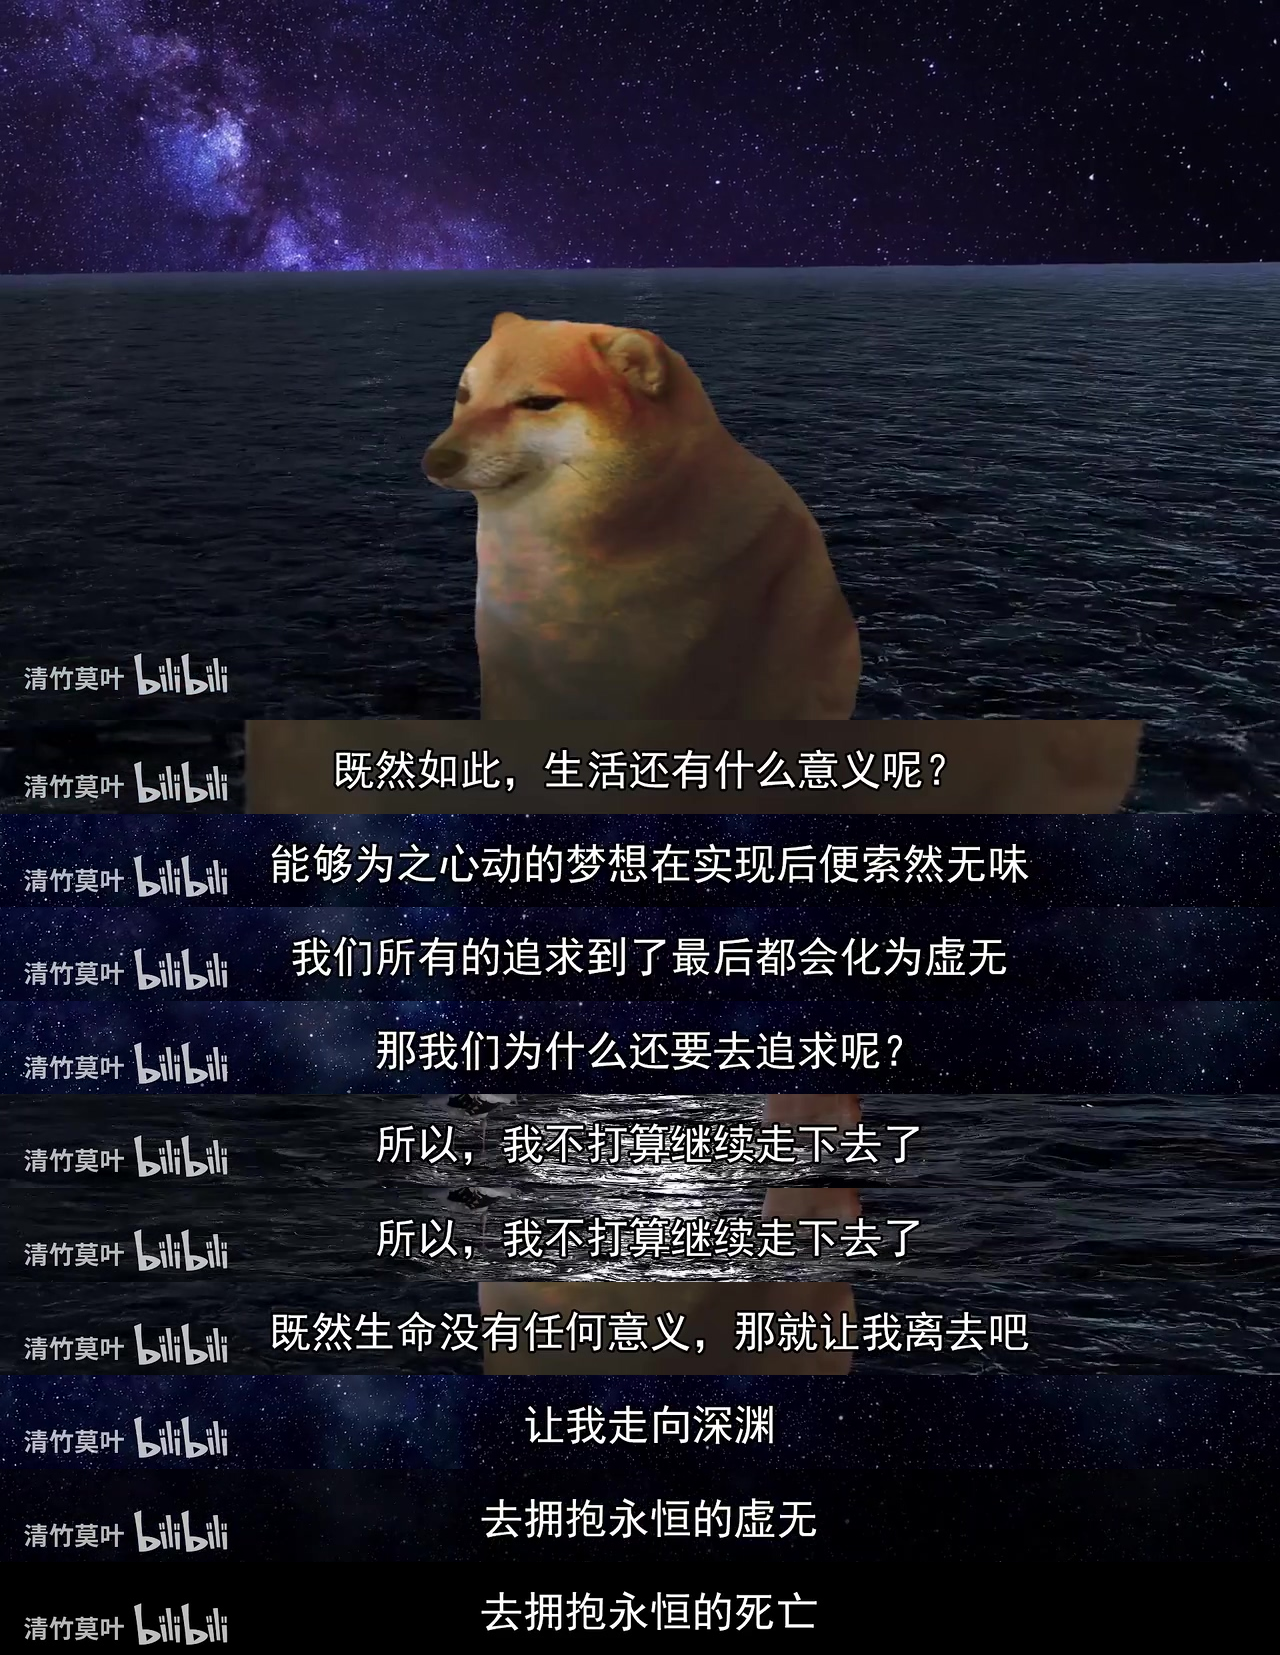 清竹莫叶 bilibili
既然如此，生活还有什么意义呢？
清竹莫叶 bilibili
能够为之心动的梦想在实现后便索然无味
清竹莫叶 bilibili
我们所有的追求到了最后都会化为虚无
清竹莫叶 bilibili
那我们为什么还要去追求呢？
清竹莫叶 bilibili
所以，我不打算继续走下去了
清竹莫叶 bilibili
所以，我不打算继续走下去了
清竹莫叶 bilibili
既然生命没有任何意义，那就让我离去吧
清竹莫叶 bilibili
让我走向深渊
清竹莫叶 bilibili
去拥抱永恒的虚无
清竹莫叶 bilibili
去拥抱永恒的死亡
清竹莫叶 bilibili